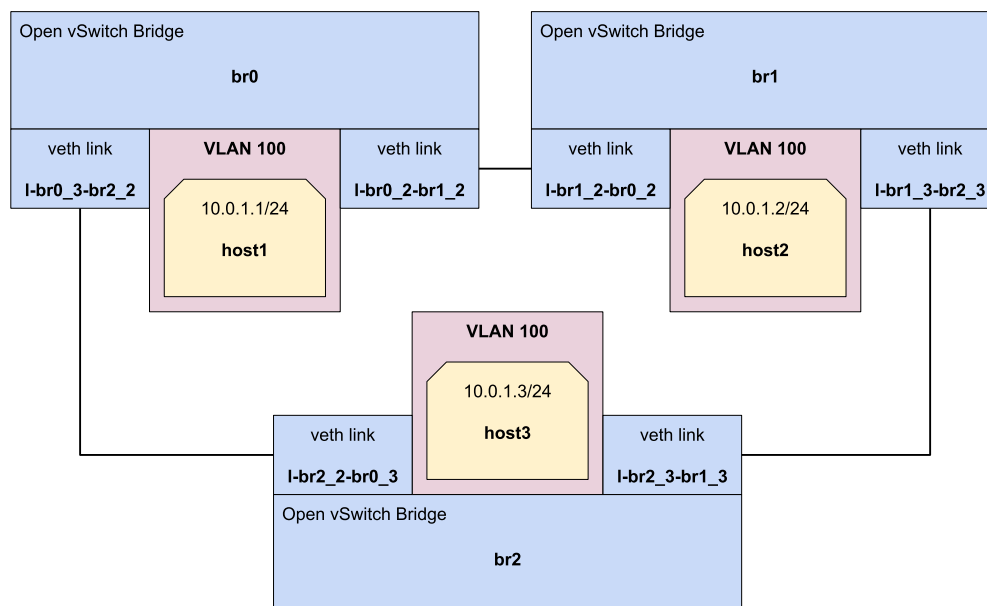 Open vSwitch Bridge
br0
veth link
l-br0_3-br2_2
VLAN 100
10.0.1.1/24
host1
veth link
l-br0_2-br1_2
Open vSwitch Bridge
br1
veth link
l-br1_2-br0_2
VLAN 100
10.0.1.2/24
host2
veth link
l-br1_3-br2_3
VLAN 100
10.0.1.3/24
host3
veth link
l-br2_2-br0_3
veth link
l-br2_3-br1_3
Open vSwitch Bridge
br2